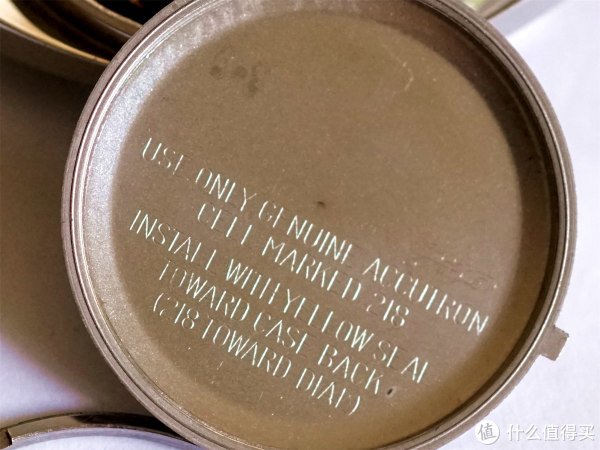 USE ONLY GENUINE ACCUTRON
CELL MARKED 218
INSTALL WITH YELLOW SEAL
TOWARD CASE BACK
(218 TOWARD DIAL)
值 什么值得买